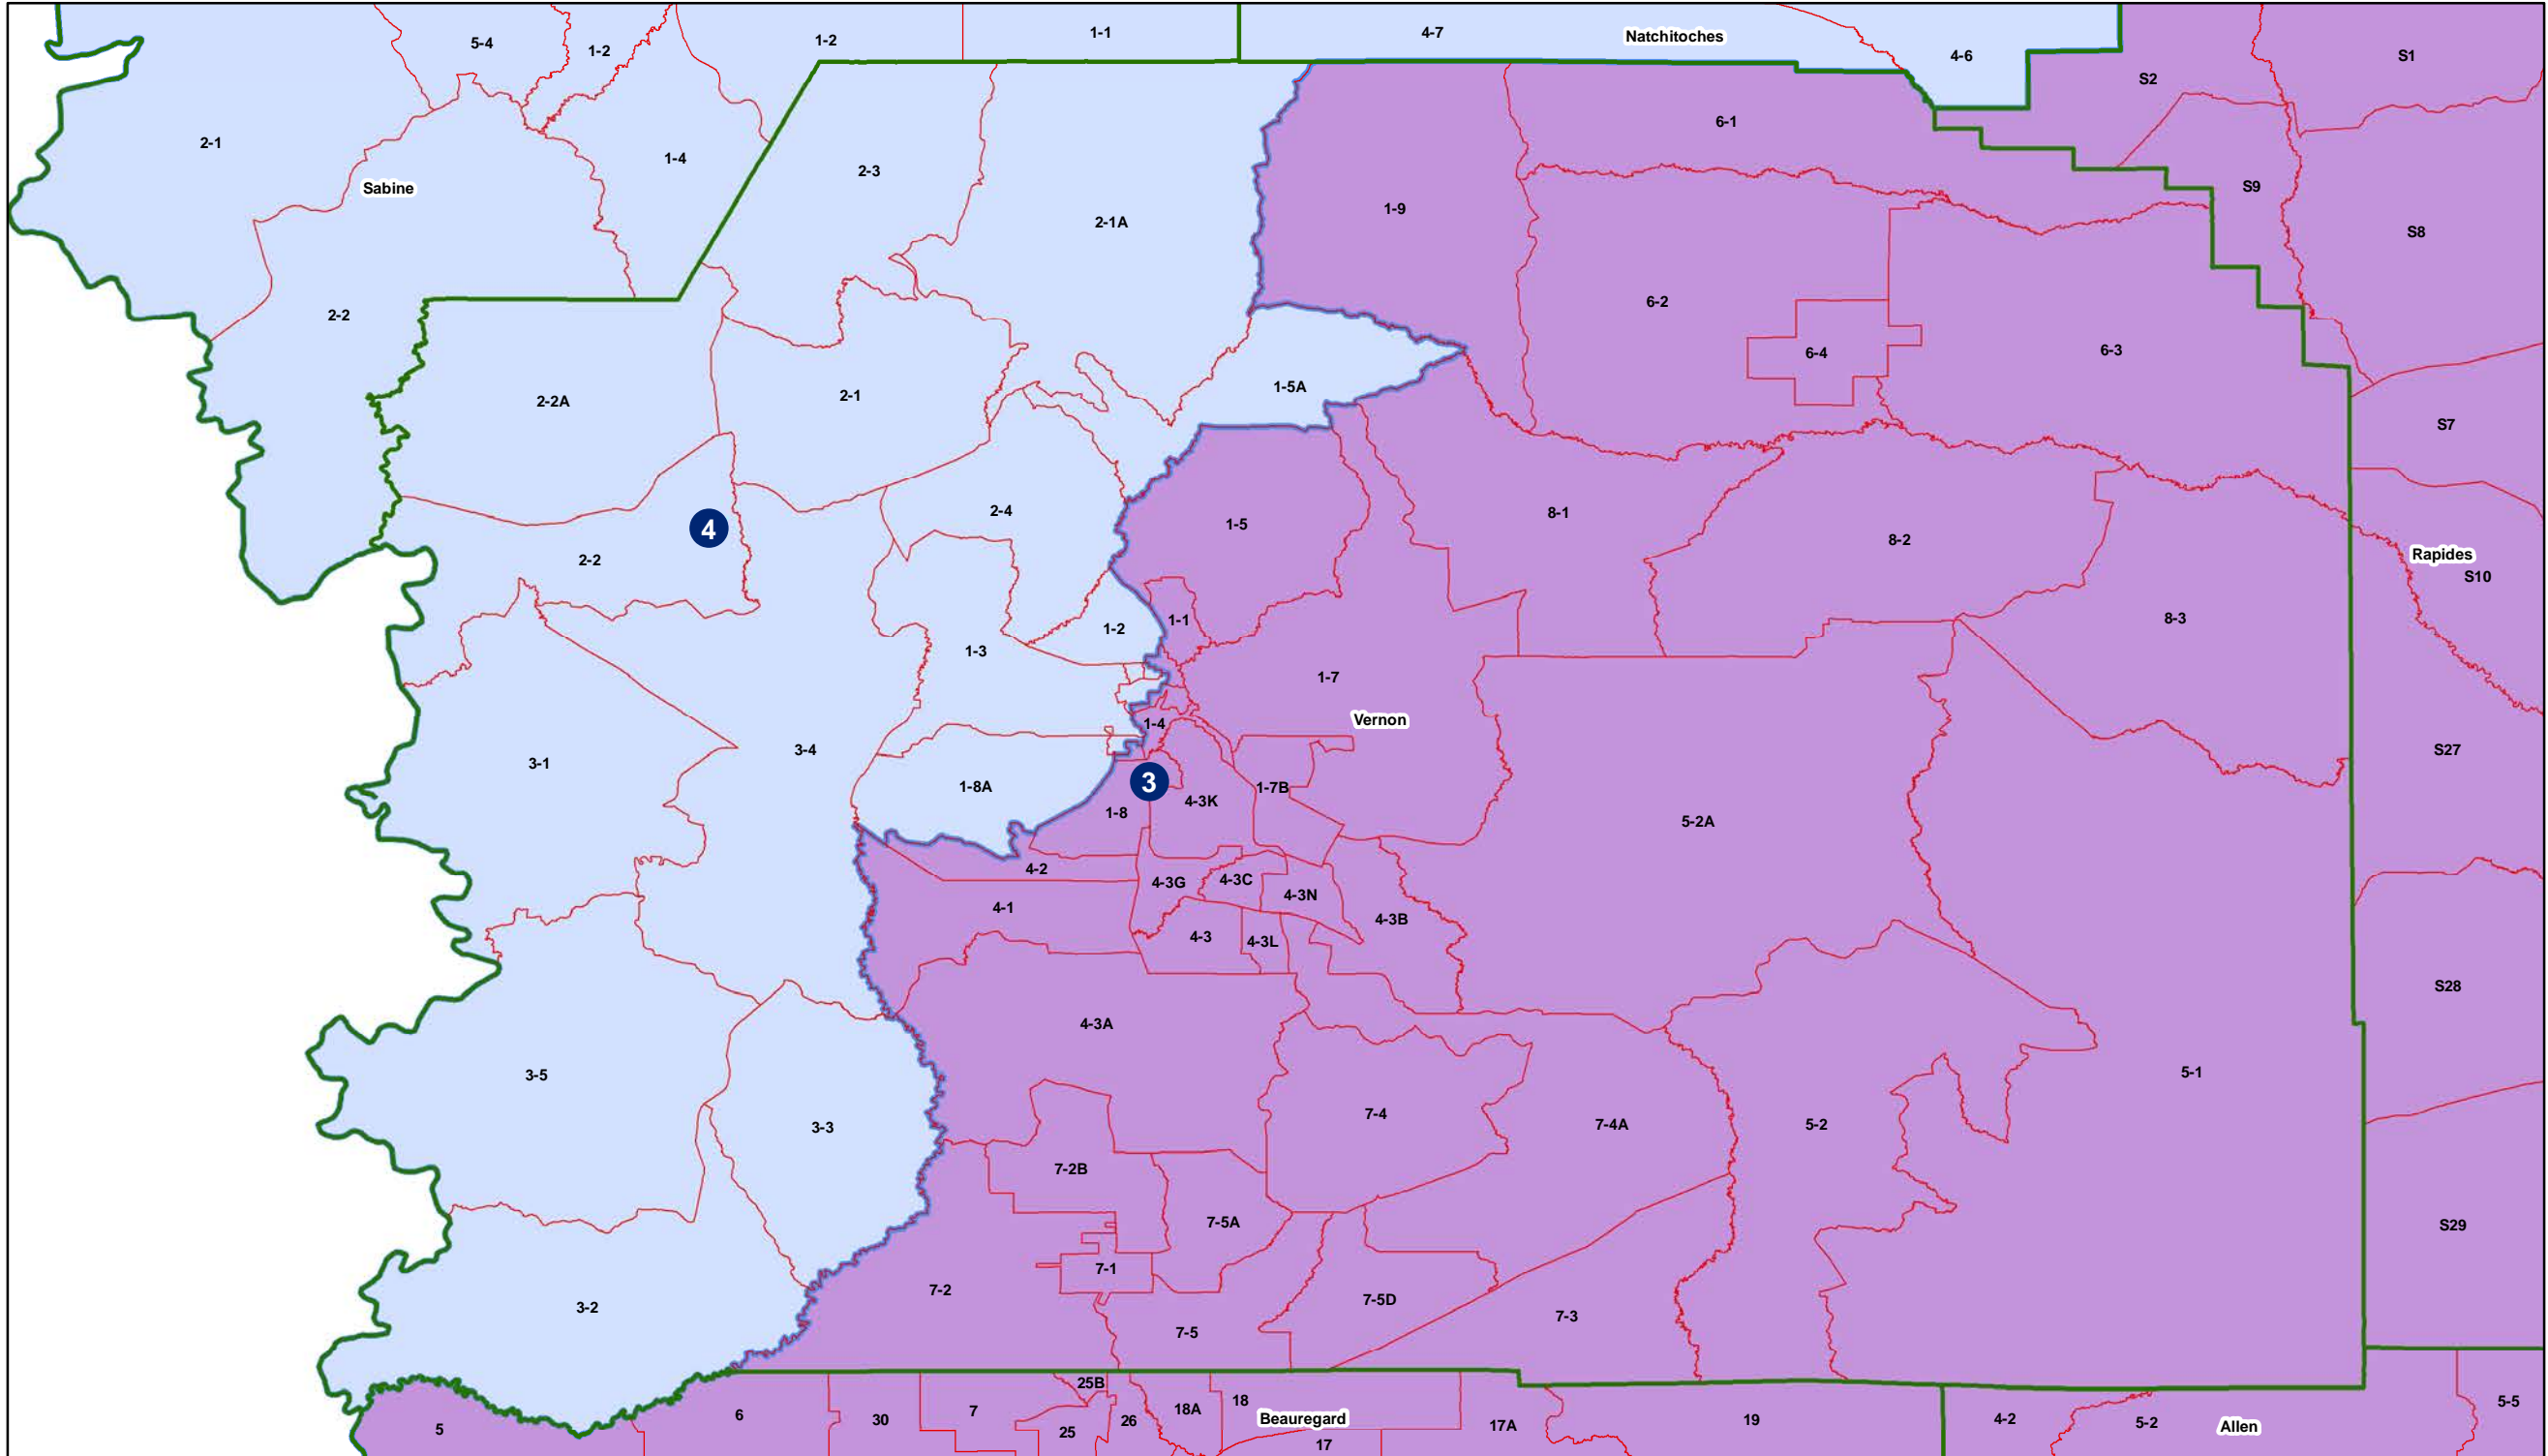 5-4
1-2
1-2
1-1
4-7
Natchitoches
4-6
S2
S1
2-1
Sabine
1-4
2-3
2-1A
1-9
6-1
S9
S8
2-2
6-2
6-4
6-3
2-2A
2-1
1-5A
S7
4
2-2
2-4
1-5
8-1
8-2
Rapides
S10
1-3
1-2
1-1
8-3
1-7
3-1
3-4
1-4
Vernon
S27
1-8A
3
1-8
4-3K
1-7B
5-2A
4-2
4-3G
4-3C
4-3N
4-1
4-3
4-3L
4-3B
S28
3-5
4-3A
5-1
3-3
7-4
7-4A
5-2
7-2B
7-5A
S29
3-2
7-2
7-1
7-5
7-5D
7-3
5
6
30
7
25B
25
26
18A
18
Beauregard
17
17A
19
4-2
5-2
Allen
5-5